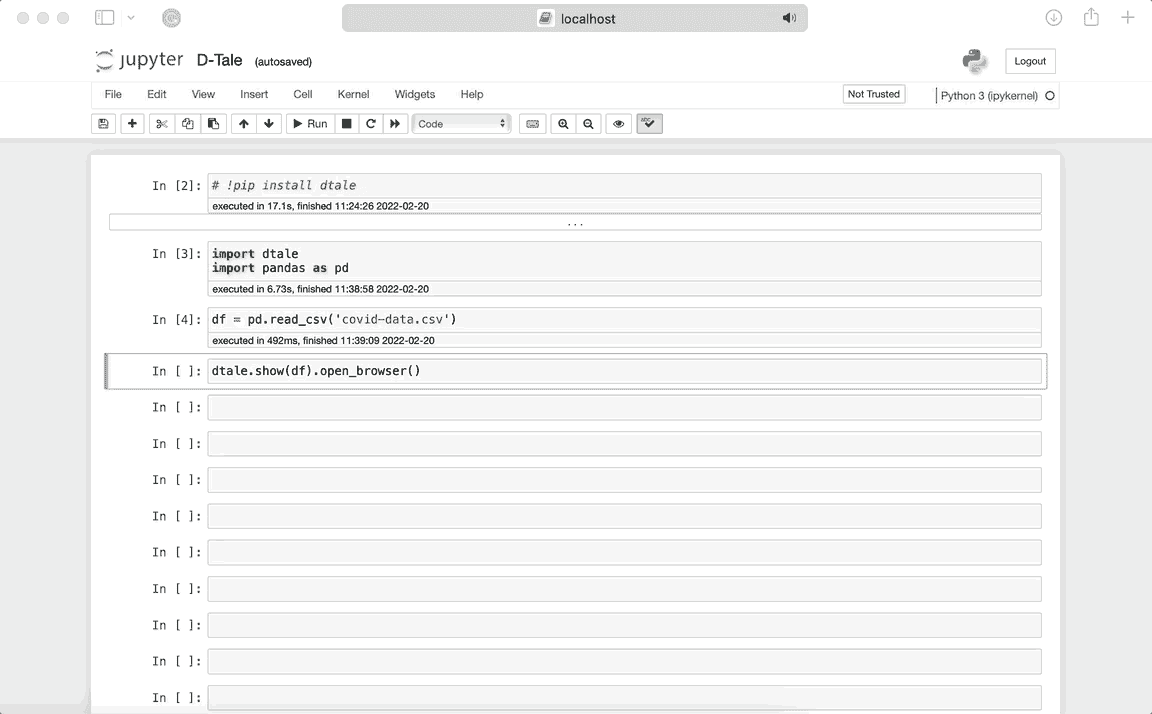 localhost
jupyter D-Tale (autosaved)
Logout
File Edit View Insert Cell Kernel Widgets Help
Not Trusted
Python 3 (ipykernel)
Run
Code
abc
In [2]: # !pip install dtale
executed in 17.1s, finished 11:24:26 2022-02-20
...
In [3]: import dtale
import pandas as pd
executed in 6.73s, finished 11:38:58 2022-02-20
In [4]: df = pd.read_csv('covid-data.csv')
executed in 492ms, finished 11:39:09 2022-02-20
In [ ]: dtale.show(df).open_browser()
In [ ]:
In [ ]:
In [ ]:
In [ ]:
In [ ]:
In [ ]:
In [ ]:
In [ ]:
In [ ]: